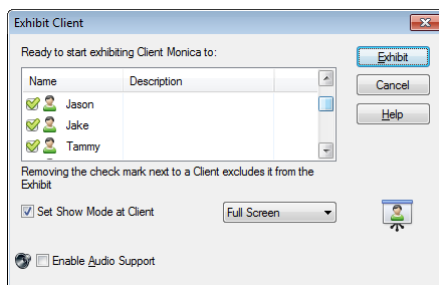 Exhibit Client
Ready to start exhibiting Client Monica to:
Exhibit
Name Description
Cancel
Jason
Help
Jake
Tammy
Removing the check mark next to a Client excludes it from the
Exhibit
Set Show Mode at Client Full Screen
Enable Audio Support